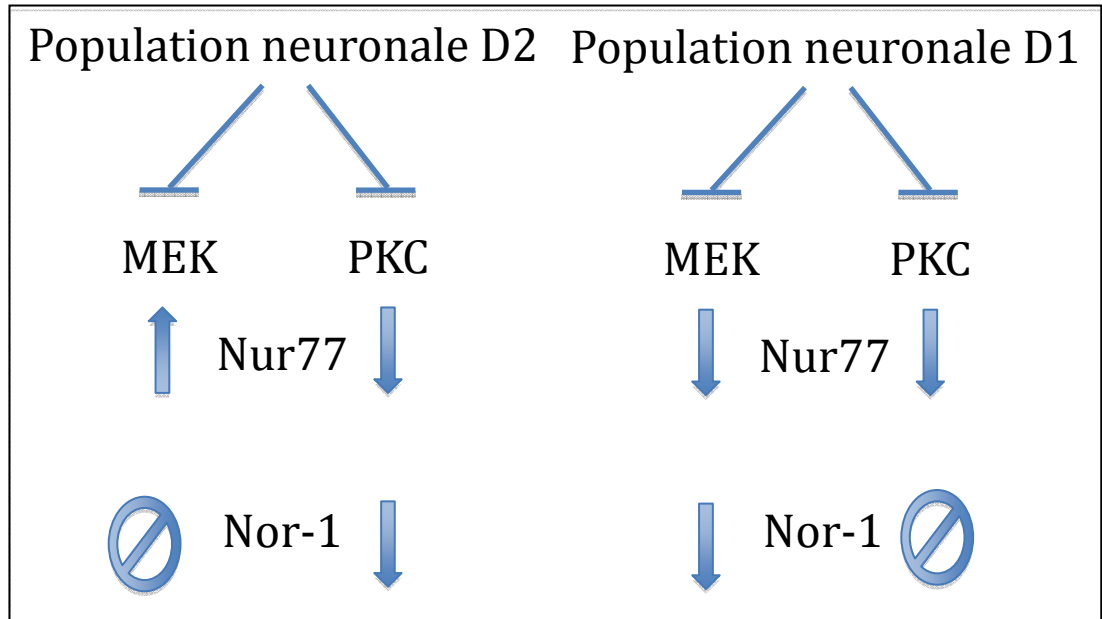 Population neuronale D2
Population neuronale D1
MEK
PKC
MEK
PKC
Nur77
Nur77
Nor-1
Nor-1